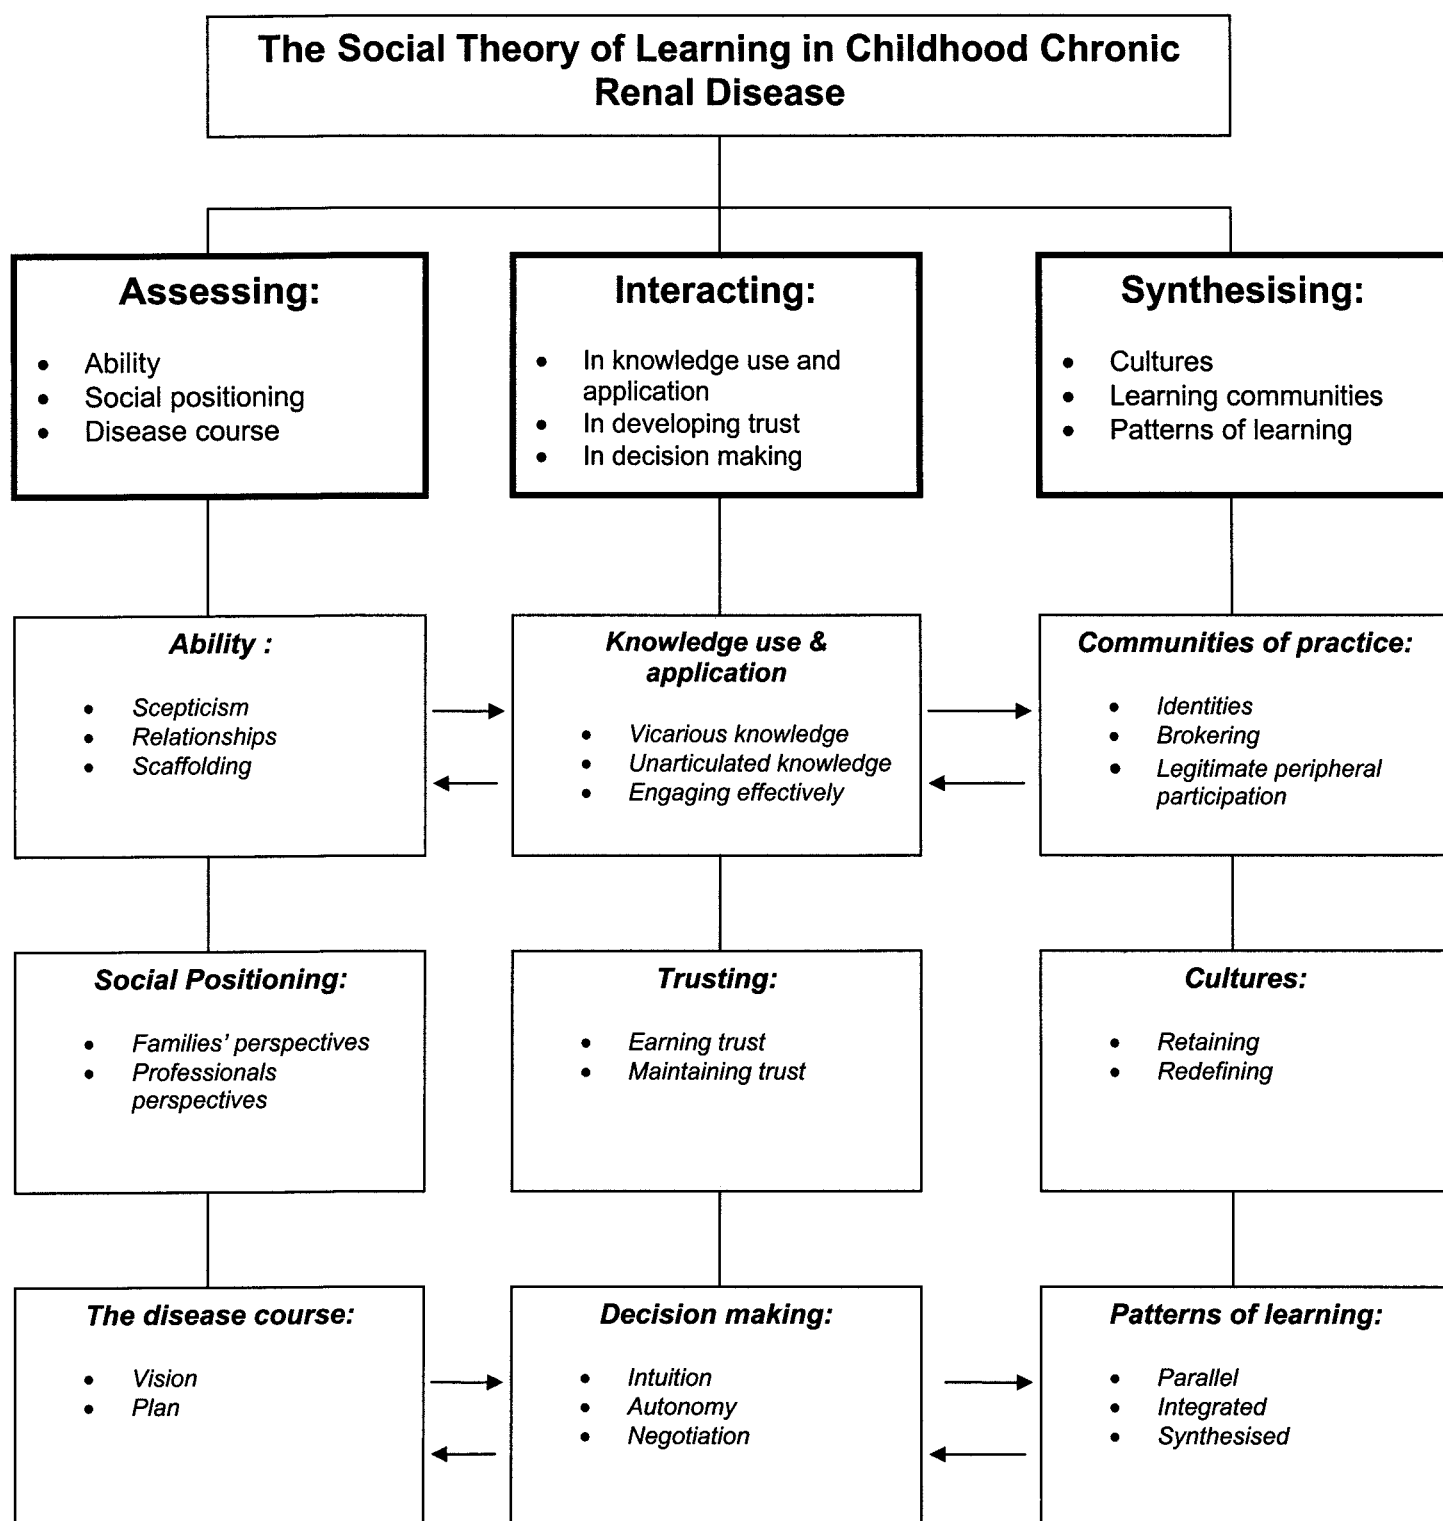 The Social Theory of Learning in Childhood Chronic
Renal Disease
Assessing:
• Ability
• Social positioning
• Disease course
Interacting:
• In knowledge use and
application
• In developing trust
• In decision making
Synthesising:
• Cultures
• Learning communities
• Patterns of learning
Ability :
• Scepticism
• Relationships
• Scaffolding
Knowledge use &
application
• Vicarious knowledge
• Unarticulated knowledge
• Engaging effectively
Communities of practice:
• Identities
• Brokering
• Legitimate peripheral
participation
Social Positioning:
• Families’ perspectives
• Professionals
perspectives
Trusting:
• Earning trust
• Maintaining trust
Cultures:
• Retaining
• Redefining
The disease course:
• Vision
• Plan
Decision making:
• Intuition
• Autonomy
• Negotiation
Patterns of learning:
• Parallel
• Integrated
• Synthesised